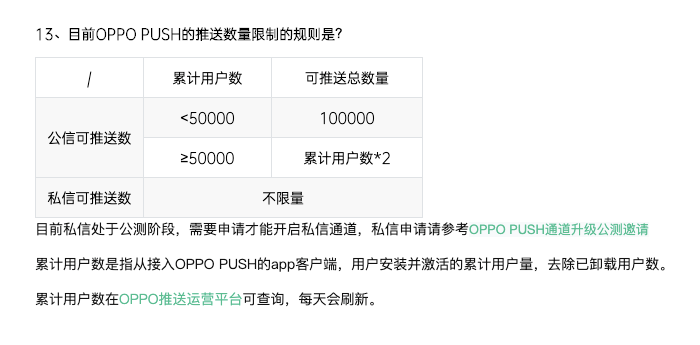 13、目前OPPO PUSH的推送数量限制的规则是?
/ 累计用户数 可推送总数量
公信可推送数 <50000 100000
≥50000 累计用户数*2
私信可推送数 不限量
目前私信处于公测阶段，需要申请才能开启私信通道，私信申请请参考OPPO PUSH通道升级公测邀请
累计用户数是指从接入OPPO PUSH的app客户端，用户安装并激活的累计用户量，去除已卸载用户数。
累计用户数在OPPO推送运营平台可查询，每天会刷新。